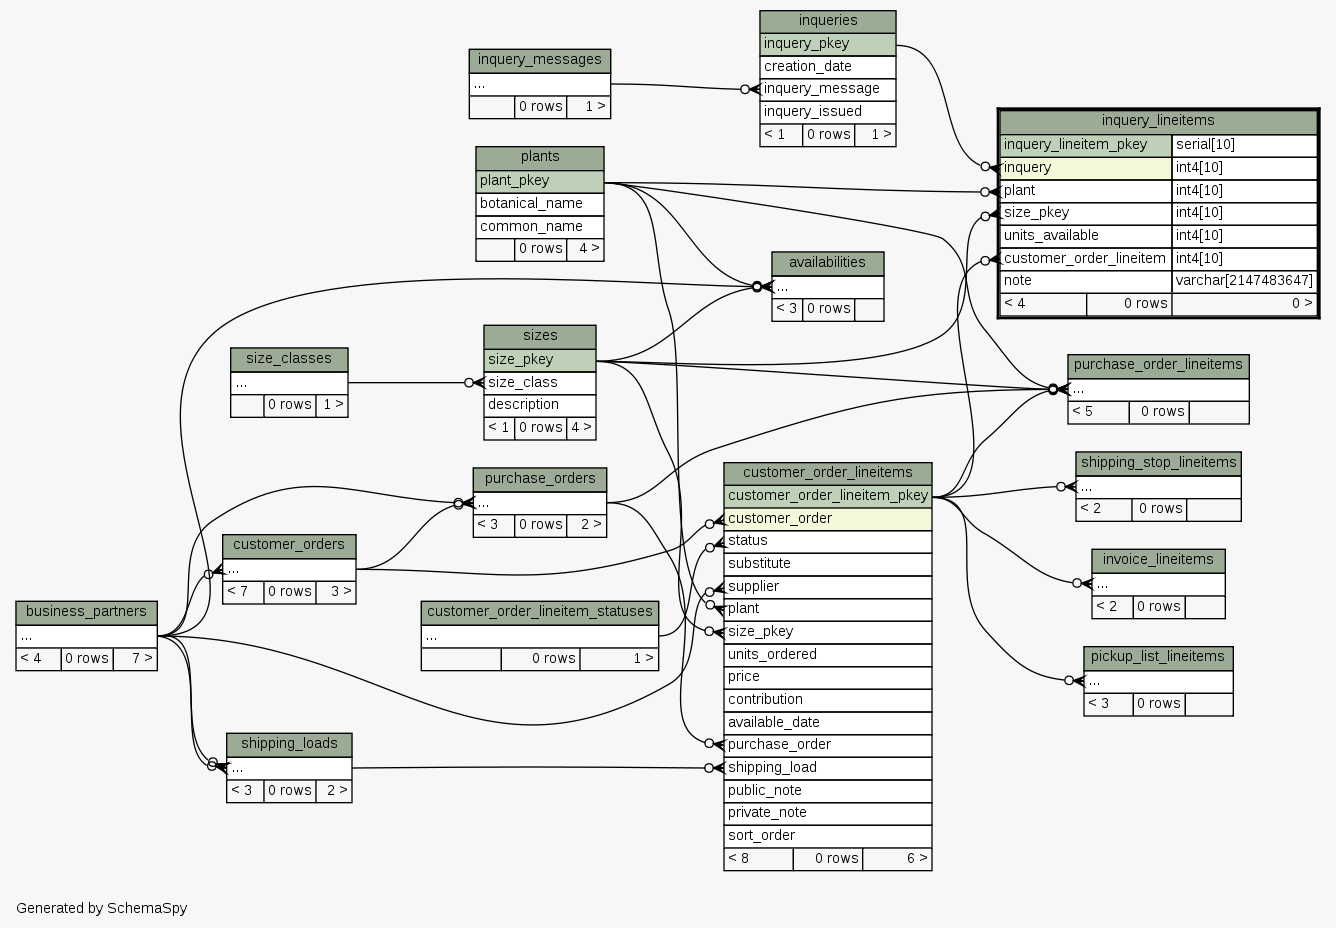 inqueries
inquery_pkey
creation_date
inquery_message
inquery_issued
< 1 0 rows 1 >
inquery_messages
...
0 rows 1 >
inquery_lineitems
inquery_lineitem_pkey serial[10]
inquery int4[10]
plant int4[10]
size_pkey int4[10]
units_available int4[10]
customer_order_lineitem int4[10]
note varchar[2147483647]
< 4 0 rows 0 >
plants
plant_pkey
botanical_name
common_name
0 rows 4 >
availabilities
...
< 3 0 rows
sizes
size_pkey
size_class
description
< 1 0 rows 4 >
size_classes
...
0 rows 1 >
purchase_order_lineitems
...
< 5 0 rows
shipping_stop_lineitems
...
< 2 0 rows
purchase_orders
...
< 3 0 rows 2 >
customer_order_lineitems
customer_order_lineitem_pkey
customer_order
status
substitute
supplier
plant
size_pkey
units_ordered
price
contribution
available_date
purchase_order
shipping_load
public_note
private_note
sort_order
< 8 0 rows 6 >
customer_orders
...
< 7 0 rows 3 >
invoice_lineitems
...
< 2 0 rows
business_partners
...
< 4 0 rows 7 >
customer_order_lineitem_statuses
...
0 rows 1 >
pickup_list_lineitems
...
< 3 0 rows
shipping_loads
...
< 3 0 rows 2 >
Generated by SchemaSpy